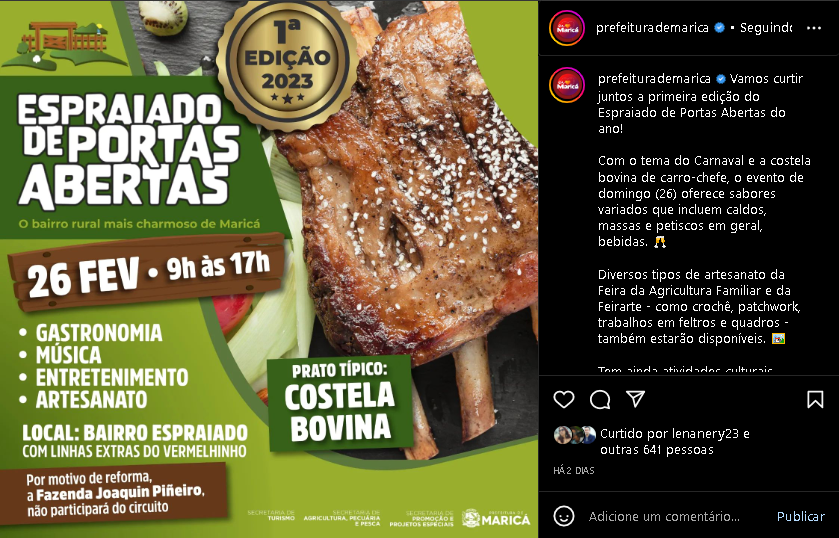 1ª
EDIÇÃO
2023
ESPRAIADO
DE PORTAS
ABERTAS
O bairro rural mais charmoso de Maricá
26 FEV • 9h às 17h
• GASTRONOMIA
• MÚSICA
• ENTRETENIMENTO
• ARTESANATO
LOCAL: BAIRRO ESPRAIADO
COM LINHAS EXTRAS DO VERMELHINHO
Por motivo de reforma,
a Fazenda Joaquin Piñeiro,
não participará do circuito
PRATO TÍPICO:
COSTELA
BOVINA
SECRETARIA DE
TURISMO
SECRETARIA DE
AGRICULTURA, PECUÁRIA
E PESCA
SECRETARIA DE
PROMOÇÃO E
PROJETOS ESPECIAIS
PREFEITURA DE
MARICÁ
Maricá
prefeiturademarica • Seguindo
Maricá
prefeiturademarica Vamos curtir
juntos a primeira edição do
Espraiado de Portas Abertas do
ano!
Com o tema do Carnaval e a costela
bovina de carro-chefe, o evento de
domingo (26) oferece sabores
variados que incluem caldos,
massas e petiscos em geral,
bebidas. 🥂
Diversos tipos de artesanato da
Feira da Agricultura Familiar e da
Feirarte - como crochê, patchwork,
trabalhos em feltros e quadros -
também estarão disponíveis. 🖼️
Tem ainda atividades culturais
Curtido por lenanery23 e
outras 641 pessoas
HÁ 2 DIAS
Adicione um comentário...
Publicar